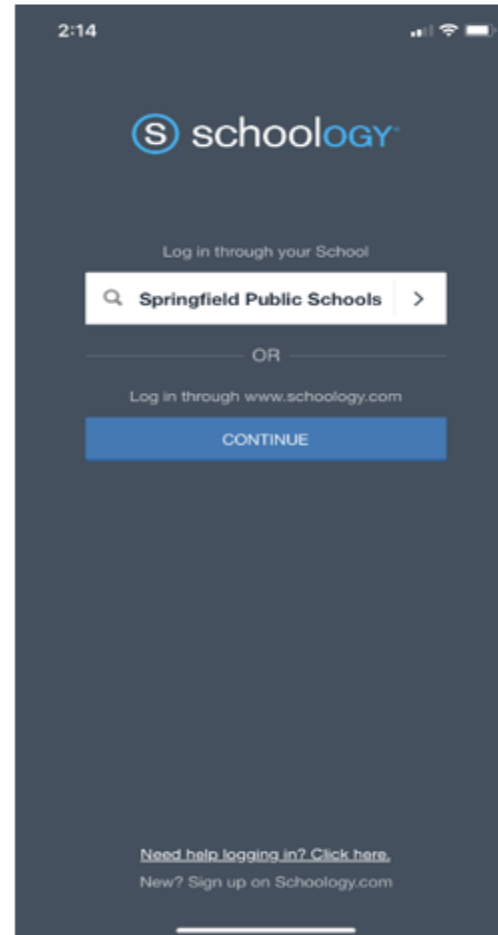 2:14
S schoology
Log in through your School
Springfield Public Schools >
OR
Log in through www.schoology.com
CONTINUE
Need help logging in? Click here.
New? Sign up on Schoology.com